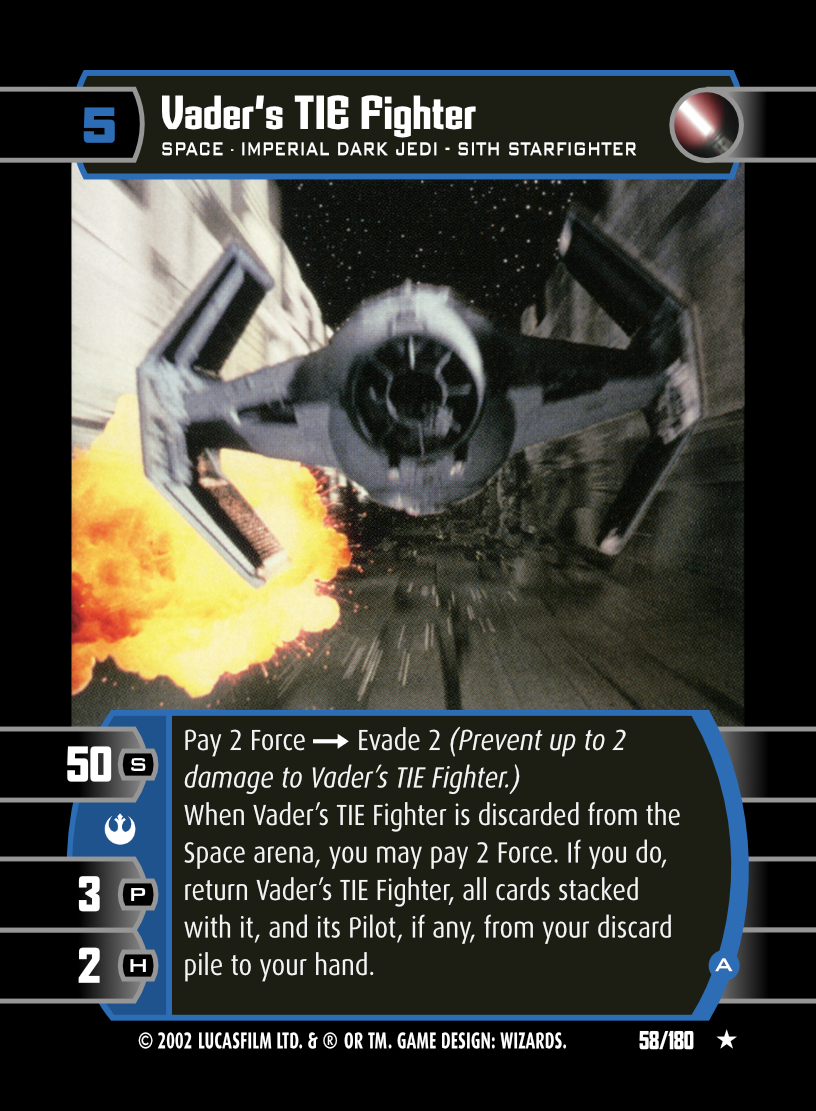 5
Vader's TIE Fighter
SPACE · IMPERIAL DARK JEDI - SITH STARFIGHTER
50 S
3 P
2 H
Pay 2 Force → Evade 2 (Prevent up to 2
damage to Vader's TIE Fighter.)
When Vader's TIE Fighter is discarded from the
Space arena, you may pay 2 Force. If you do,
return Vader's TIE Fighter, all cards stacked
with it, and its Pilot, if any, from your discard
pile to your hand.
A
© 2002 LUCASFILM LTD. & ® OR TM. GAME DESIGN: WIZARDS. 58/180 ★